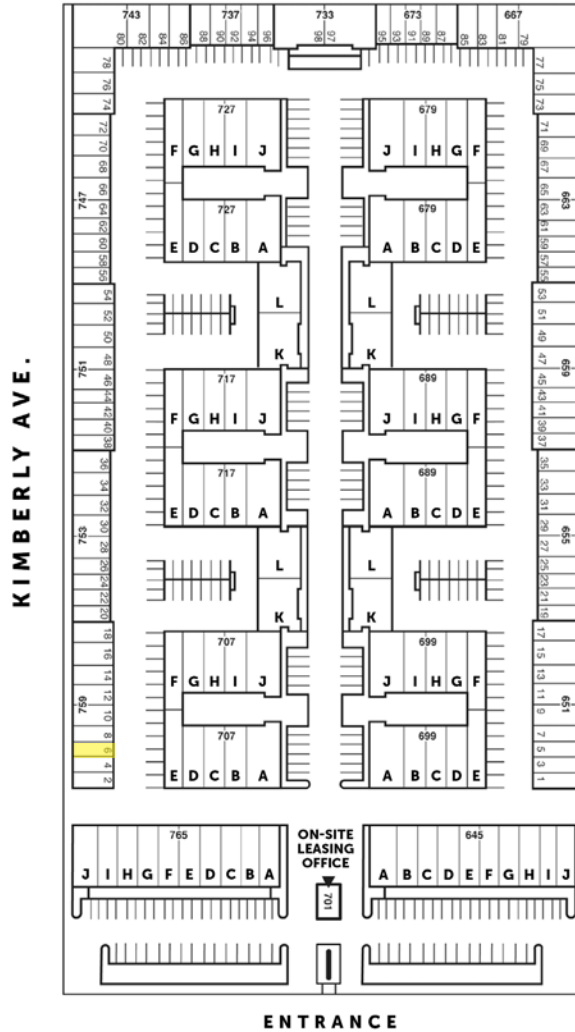 743 737 733 673 667
80 82 84 86 88 90 92 94 96 98 97 95 93 91 89 87 85 83 81 79
78 77
76 75
74 73
72 71
70 69
68 67
66 65
64 63
62 61
60 59
58 57
56 55
747 663
727 679
F G H I J J I H G F
727 679
E D C B A A B C D E
54 53
52 51
50 49
48 47
46 45
44 43
42 41
40 39
38 37
751 659
L L
K K
717 689
F G H I J J I H G F
717 689
E D C B A A B C D E
36 35
34 33
32 31
30 29
28 27
26 25
24 23
22 21
20 19
753 655
L L
K K
707 699
F G H I J J I H G F
707 699
E D C B A A B C D E
18 17
16 15
14 13
12 11
10 9
8 7
6 5
4 3
2 1
759 651
KIMBERLY AVE.
765 645
J I H G F E D C B A A B C D E F G H I J
ON-SITE
LEASING
OFFICE
701
ENTRANCE